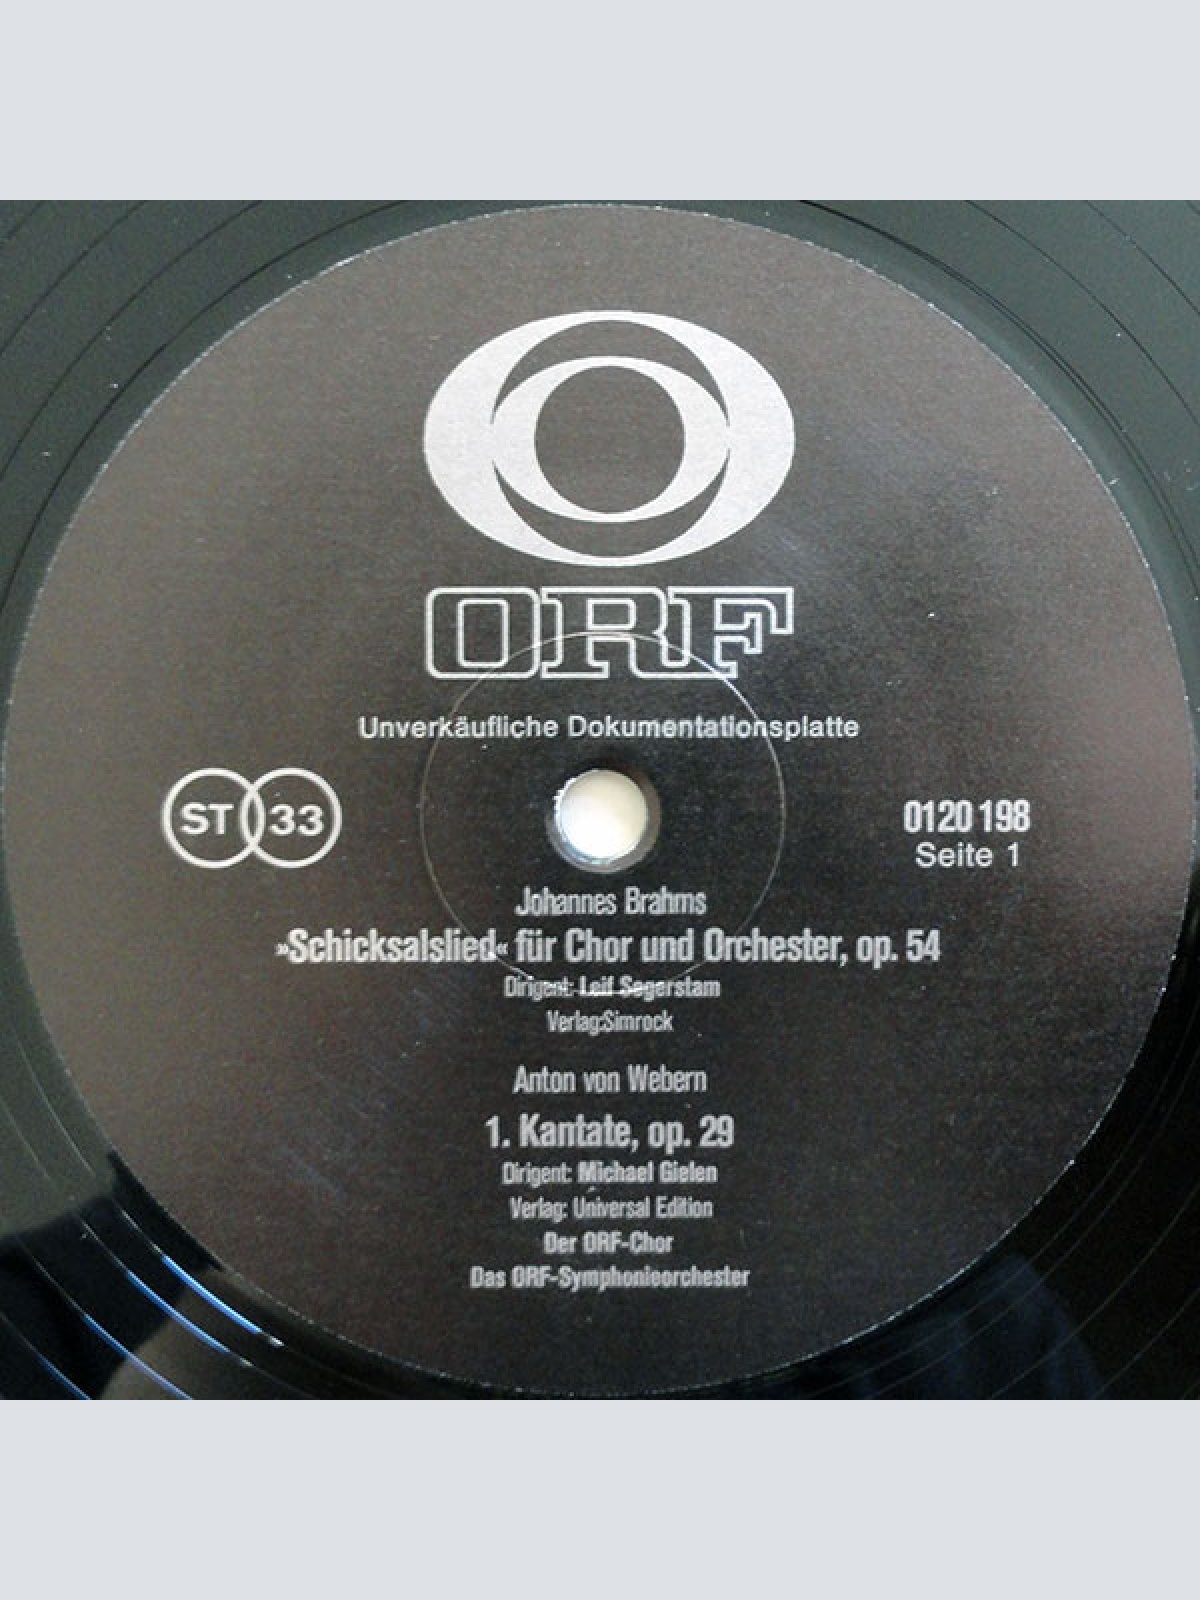 ORF
Unverkäufliche Dokumentationsplatte
ST 33
0120 198
Seite 1
Johannes Brahms
»Schicksalslied« für Chor und Orchester, op. 54
Dirigent: Leif Segerstam
Verlag:Simrock
Anton von Webern
1. Kantate, op. 29
Dirigent: Michael Gielen
Verlag: Universal Edition
Der ORF-Chor
Das ORF-Symphonieorchester